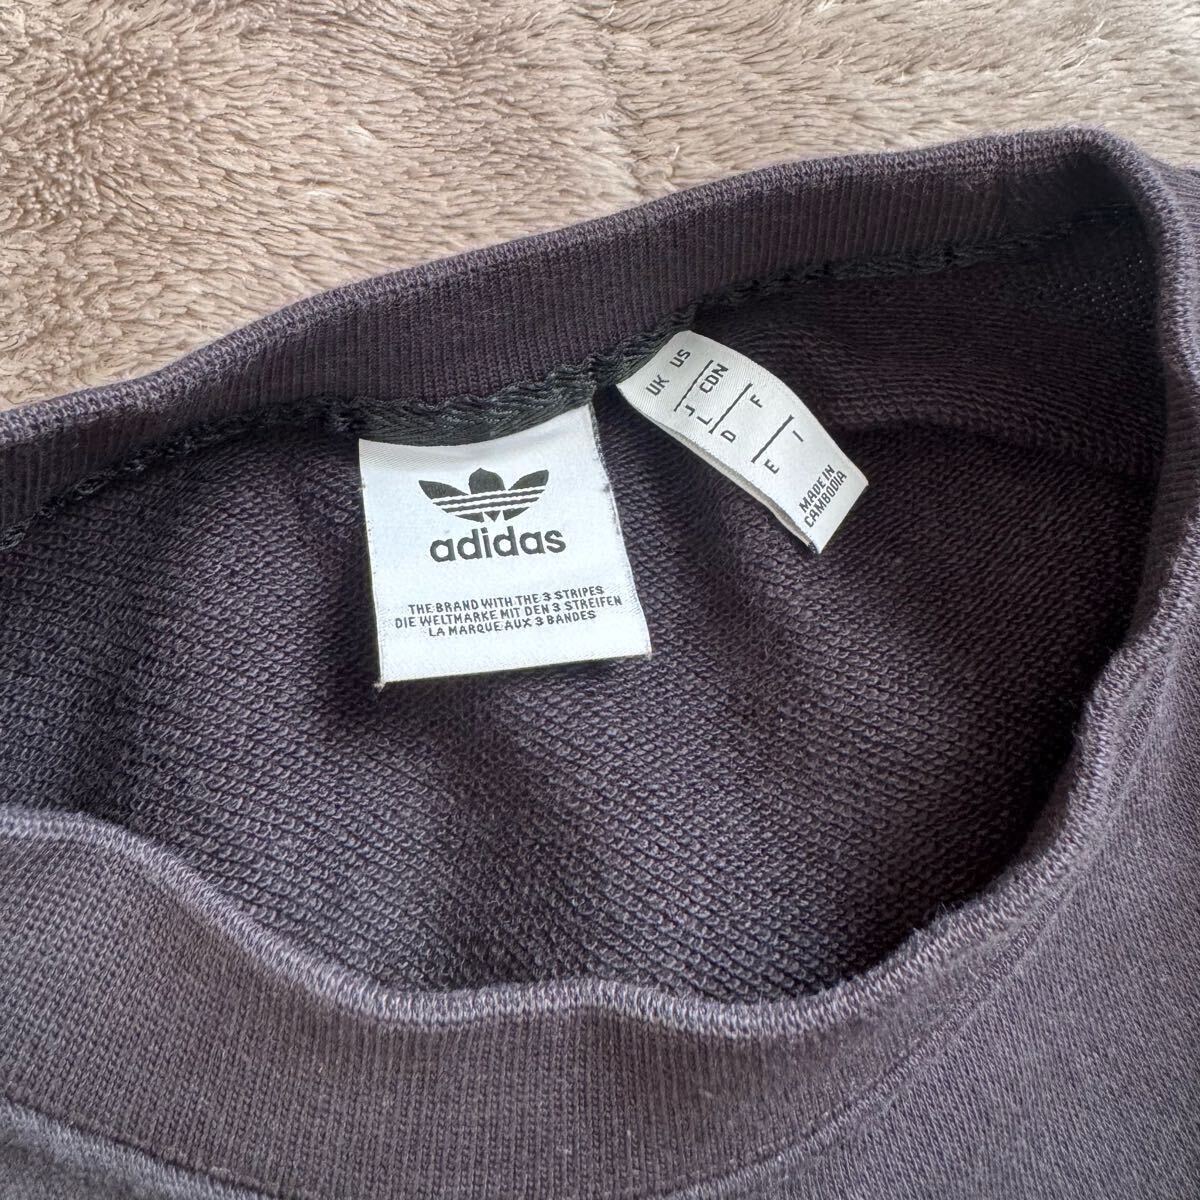 adidas
THE BRAND WITH THE 3 STRIPES
DIE WELTMARKE MIT DEN 3 STREIFEN
LA MARQUE AUX 3 BANDES
UK US
J CDN
L
D F
E I
MADE IN
CAMBODIA